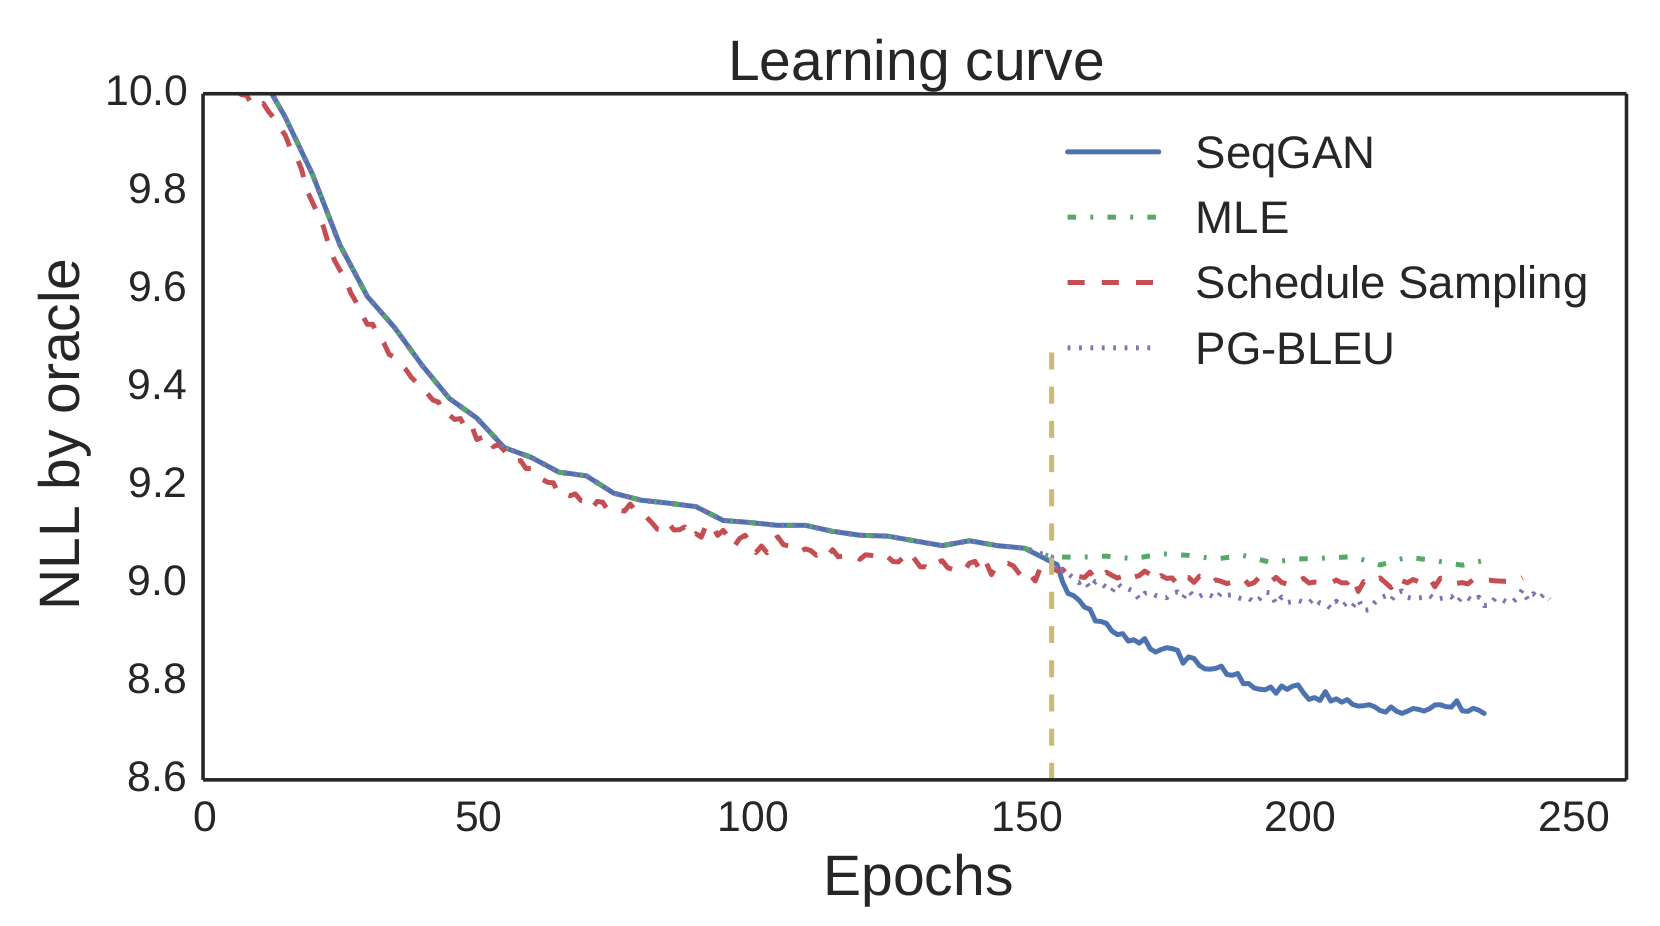 Learning curve
10.0
9.8
9.6
9.4
9.2
9.0
8.8
8.6
NLL by oracle
SeqGAN
MLE
Schedule Sampling
PG-BLEU
0 50 100 150 200 250
Epochs